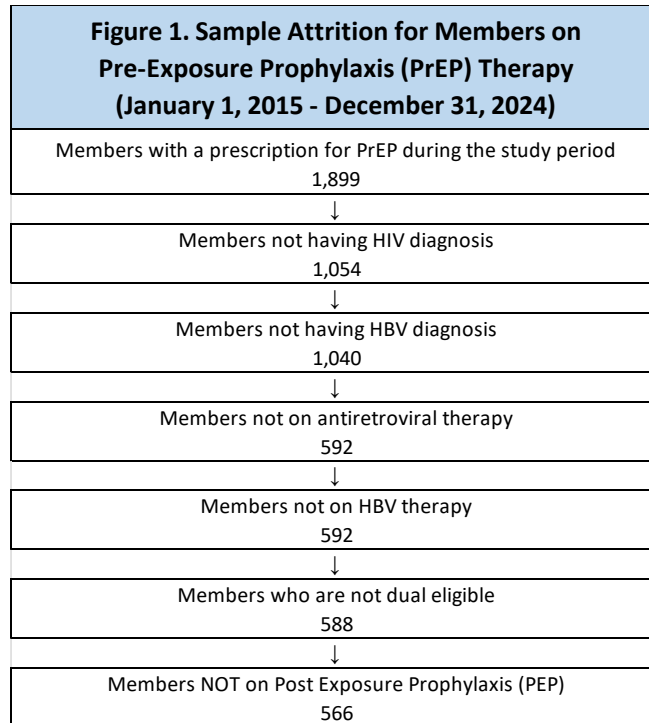 Figure 1. Sample Attrition for Members on
Pre-Exposure Prophylaxis (PrEP) Therapy
(January 1, 2015 - December 31, 2024)
Members with a prescription for PrEP during the study period
1,899
↓
Members not having HIV diagnosis
1,054
↓
Members not having HBV diagnosis
1,040
↓
Members not on antiretroviral therapy
592
↓
Members not on HBV therapy
592
↓
Members who are not dual eligible
588
↓
Members NOT on Post Exposure Prophylaxis (PEP)
566